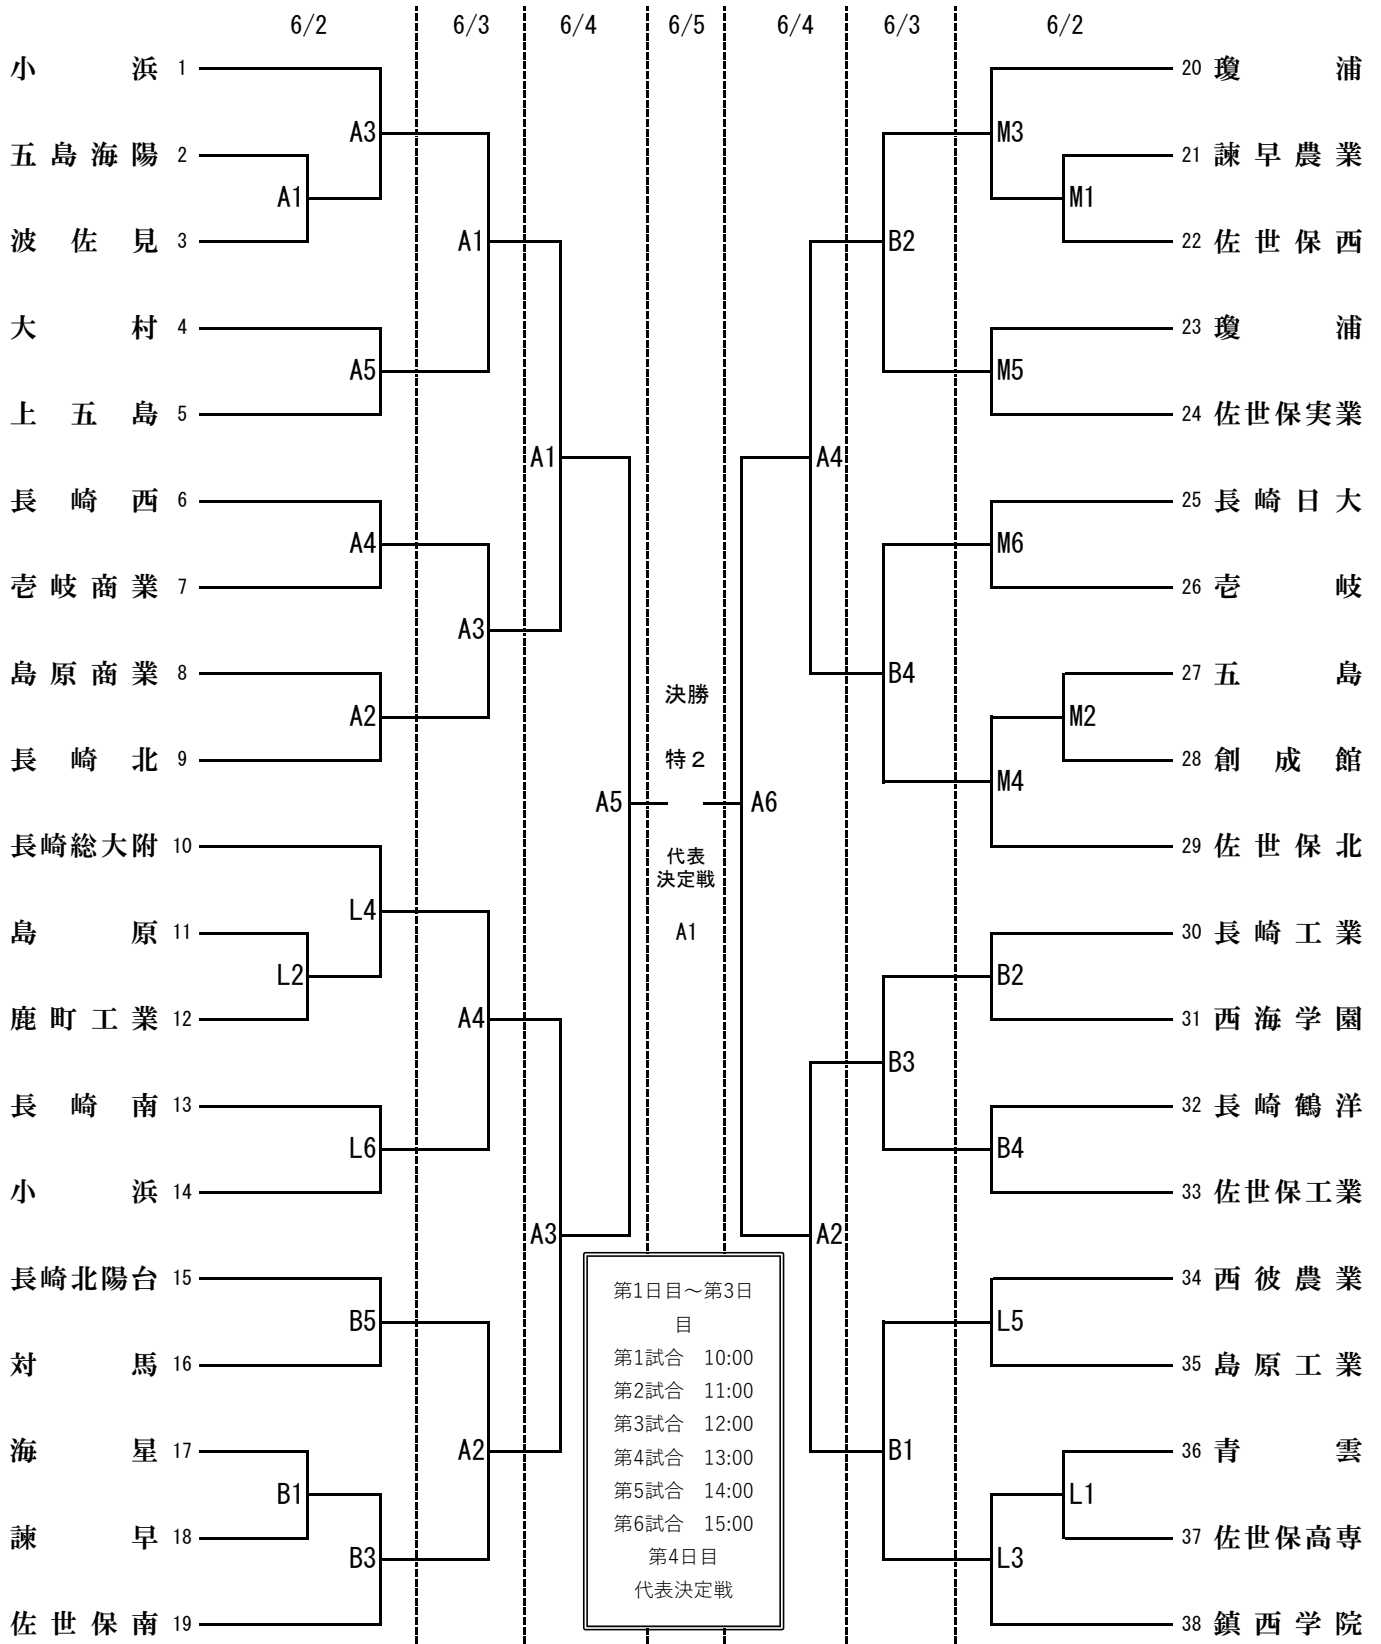 6/2 6/3 6/4 6/5 6/4 6/3 6/2
小浜 1
A3
五島海陽 2
A1
波佐見 3
A1
大村 4
A5
上五島 5
A1
長崎西 6
A4
壱岐商業 7
A3
島原商業 8
A2
長崎北 9
A5
長崎総大附 10
L4
島原 11
L2
鹿町工業 12
A4
長崎南 13
L6
小浜 14
A3
長崎北陽台 15
B5
対馬 16
A2
海星 17
B1
諫早 18
B3
佐世保南 19
決勝
特2
代表
決定戦
A1
第1日目～第3日
目
第1試合 10:00
第2試合 11:00
第3試合 12:00
第4試合 13:00
第5試合 14:00
第6試合 15:00
第4日目
代表決定戦
20 瓊浦
M3
21 諫早農業
M1
22 佐世保西
B2
23 瓊浦
M5
24 佐世保実業
A4
25 長崎日大
M6
26 壱岐
27 五島
B4
M2
28 創成館
M4
A6
29 佐世保北
30 長崎工業
B2
31 西海学園
B3
32 長崎鶴洋
B4
33 佐世保工業
A2
34 西彼農業
L5
35 島原工業
B1
36 青雲
L1
37 佐世保高専
L3
38 鎮西学院